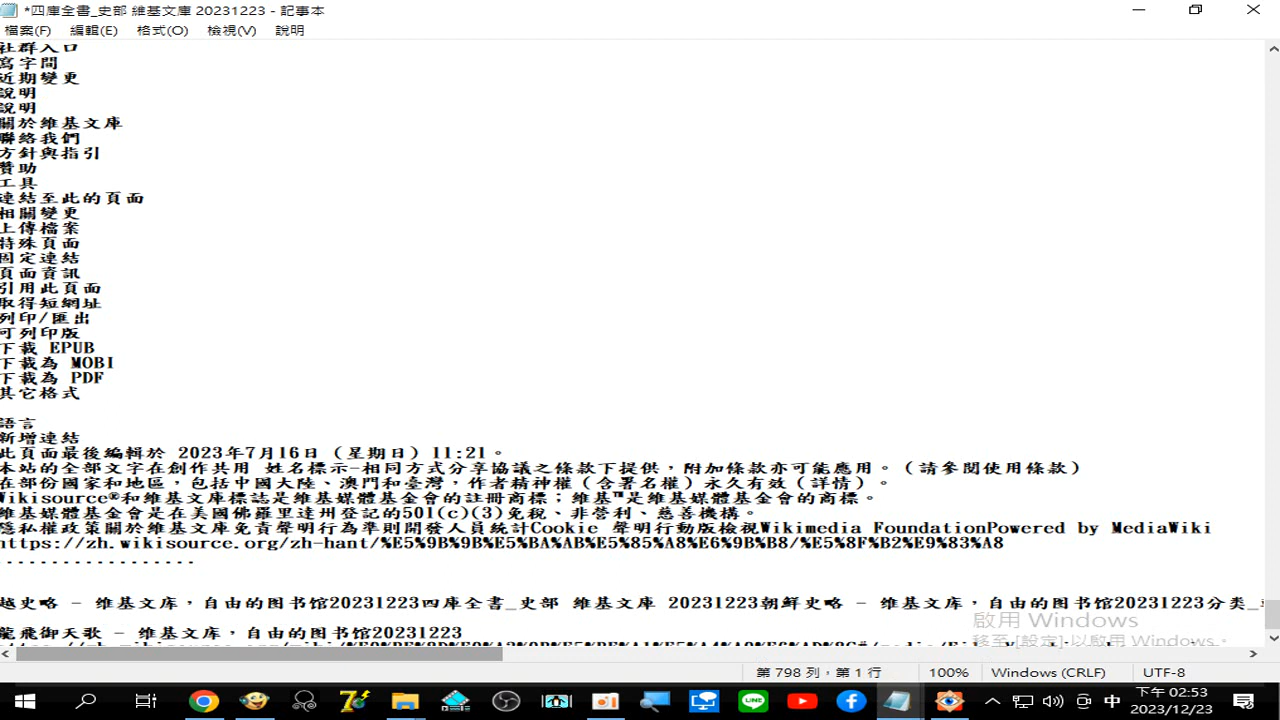 *四庫全書_史部 維基文庫 20231223 - 記事本
檔案(F) 編輯(E) 格式(O) 檢視(V) 說明
社群入口
寫字間
近期變更
說明
說明
關於維基文庫
聯絡我們
方針與指引
贊助
工具
連結至此的頁面
相關變更
上傳檔案
特殊頁面
固定連結
頁面資訊
引用此頁面
取得短網址
列印/匯出
可列印版
下載 EPUB
下載為 MOBI
下載為 PDF
其它格式
語言
新增連結
此頁面最後編輯於 2023年7月16日 (星期日) 11:21。
本站的全部文字在創作共用 姓名標示-相同方式分享協議之條款下提供，附加條款亦可能應用。（請參閱使用條款）
在部份國家和地區，包括中國大陸、澳門和臺灣，作者精神權（含署名權）永久有效（詳情）。
Wikisource®和維基文庫標誌是維基媒體基金會的註冊商標；維基™是維基媒體基金會的商標。
維基媒體基金會是在美國佛羅里達州登記的501(c)(3)免稅、非營利、慈善機構。
隱私權政策關於維基文庫免責聲明行為準則開發人員統計Cookie 聲明行動版檢視Wikimedia FoundationPowered by MediaWiki
https://zh.wikisource.org/zh-hant/%E5%9B%9B%E5%BA%AB%E5%85%A8%E6%9B%B8/%E5%8F%B2%E9%83%A8
..................
越史略 - 维基文库，自由的图书馆20231223四庫全書_史部 維基文庫 20231223朝鮮史略 - 维基文库，自由的图书馆20231223分类_
龍飛御天歌 - 维基文库，自由的图书馆20231223
啟用 Windows
移至 [設定] 以啟用 Windows。
第 798 列，第 1 行 100% Windows (CRLF) UTF-8
LINE
中
下午 02:53
2023/12/23